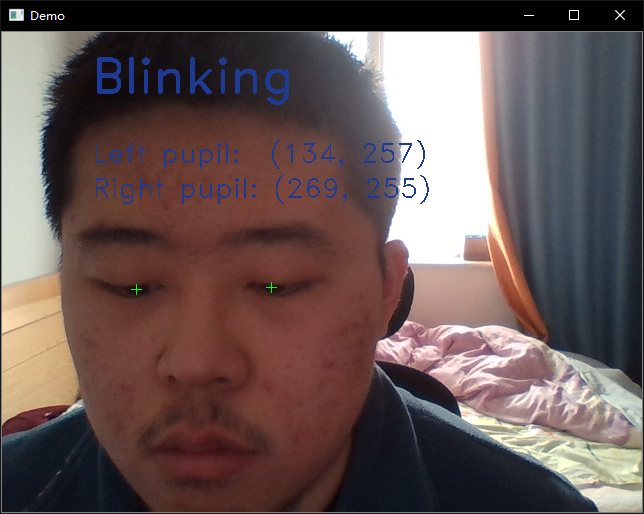 Demo
Blinking
Left pupil:  (134, 257)
Right pupil: (269, 255)